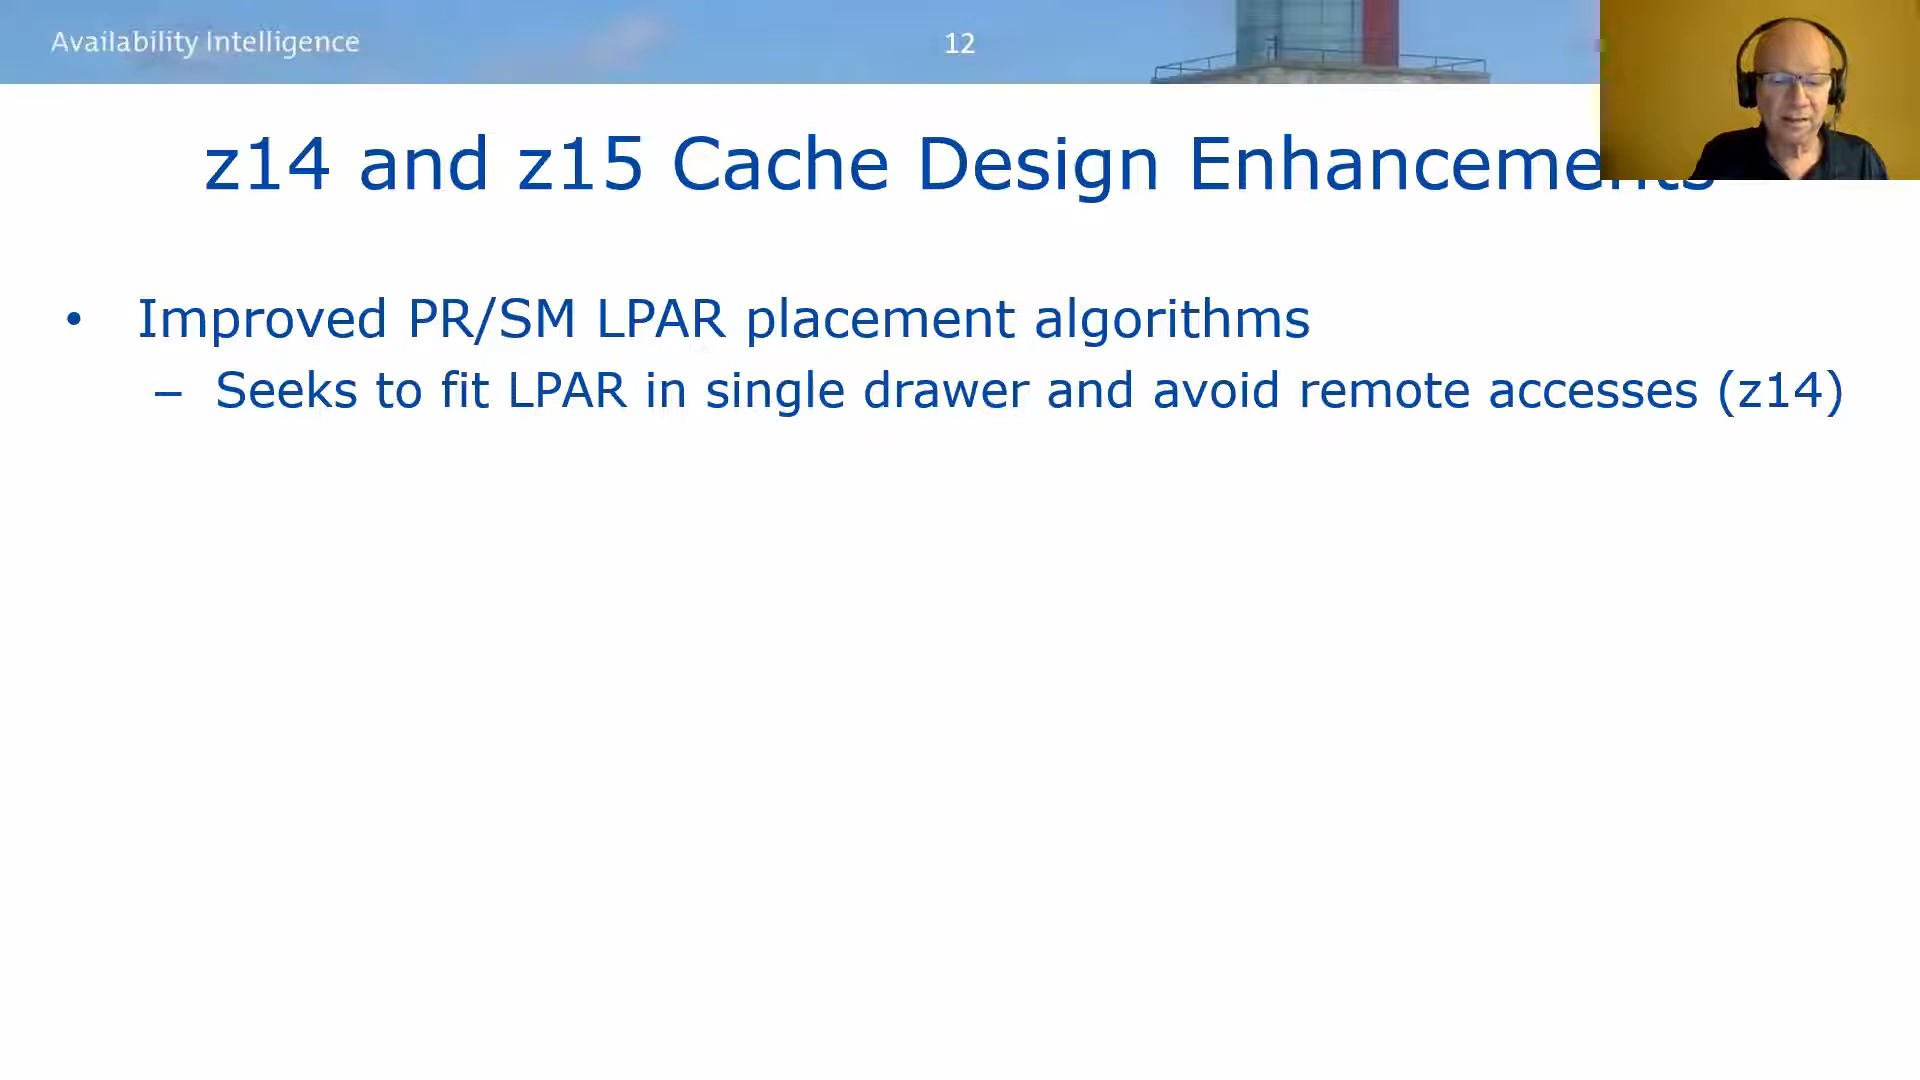 Availability Intelligence
12
z14 and z15 Cache Design Enhancements
• Improved PR/SM LPAR placement algorithms
– Seeks to fit LPAR in single drawer and avoid remote accesses (z14)